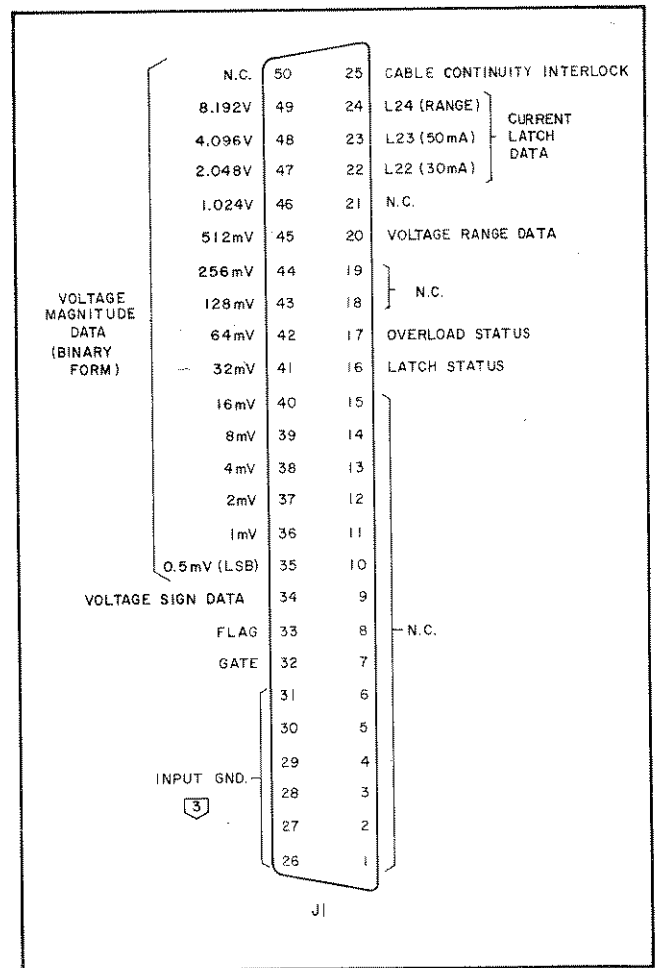 N.C. 50 25 CABLE CONTINUITY INTERLOCK
8.192V 49 24 L24 (RANGE)
4.096V 48 23 L23 (50mA)
2.048V 47 22 L22 (30mA)
CURRENT
LATCH
DATA
1.024V 46 21 N.C.
512mV 45 20 VOLTAGE RANGE DATA
256mV 44 19
128mV 43 18
N.C.
64mV 42 17 OVERLOAD STATUS
32mV 41 16 LATCH STATUS
VOLTAGE
MAGNITUDE
DATA
(BINARY
FORM)
16mV 40 15
8mV 39 14
4mV 38 13
2mV 37 12
1mV 36 11
0.5mV (LSB) 35 10
VOLTAGE SIGN DATA 34 9
FLAG 33 8 N.C.
GATE 32 7
31 6
30 5
29 4
INPUT GND.
3
28 3
27 2
26 1
J1